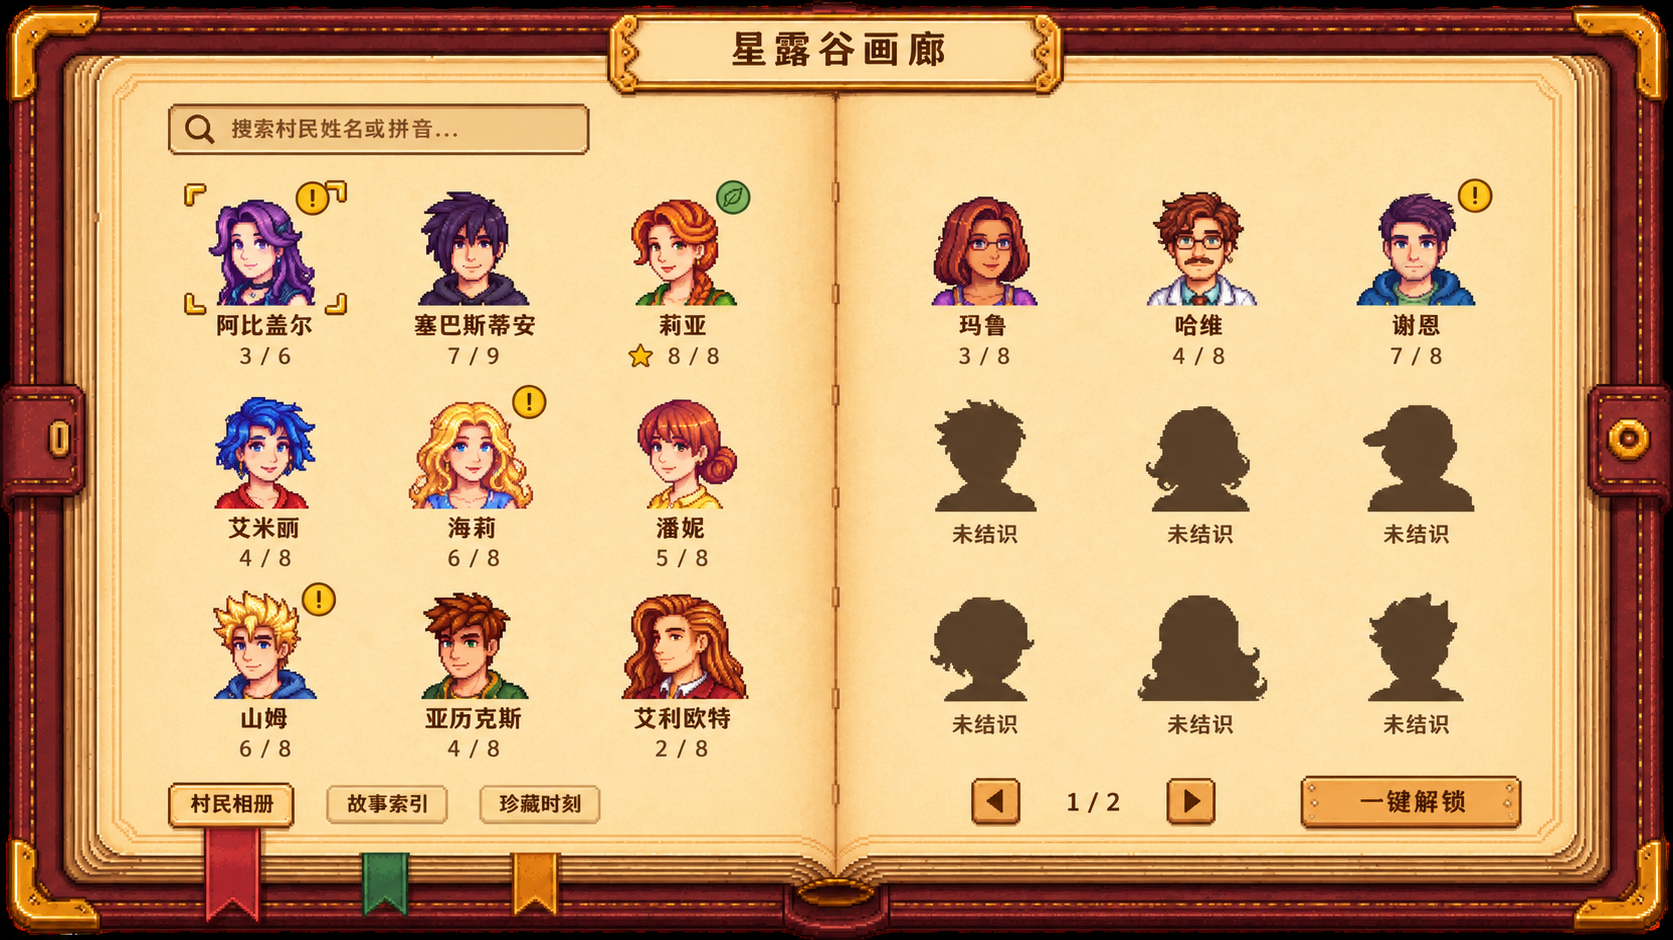 星露谷画廊
搜索村民姓名或拼音...
阿比盖尔
3 / 6
塞巴斯蒂安
7 / 9
莉亚
8 / 8
艾米丽
4 / 8
海莉
6 / 8
潘妮
5 / 8
山姆
6 / 8
亚历克斯
4 / 8
艾利欧特
2 / 8
村民相册
故事索引
珍藏时刻
玛鲁
3 / 8
哈维
4 / 8
谢恩
7 / 8
未结识
未结识
未结识
未结识
未结识
未结识
1 / 2
一键解锁